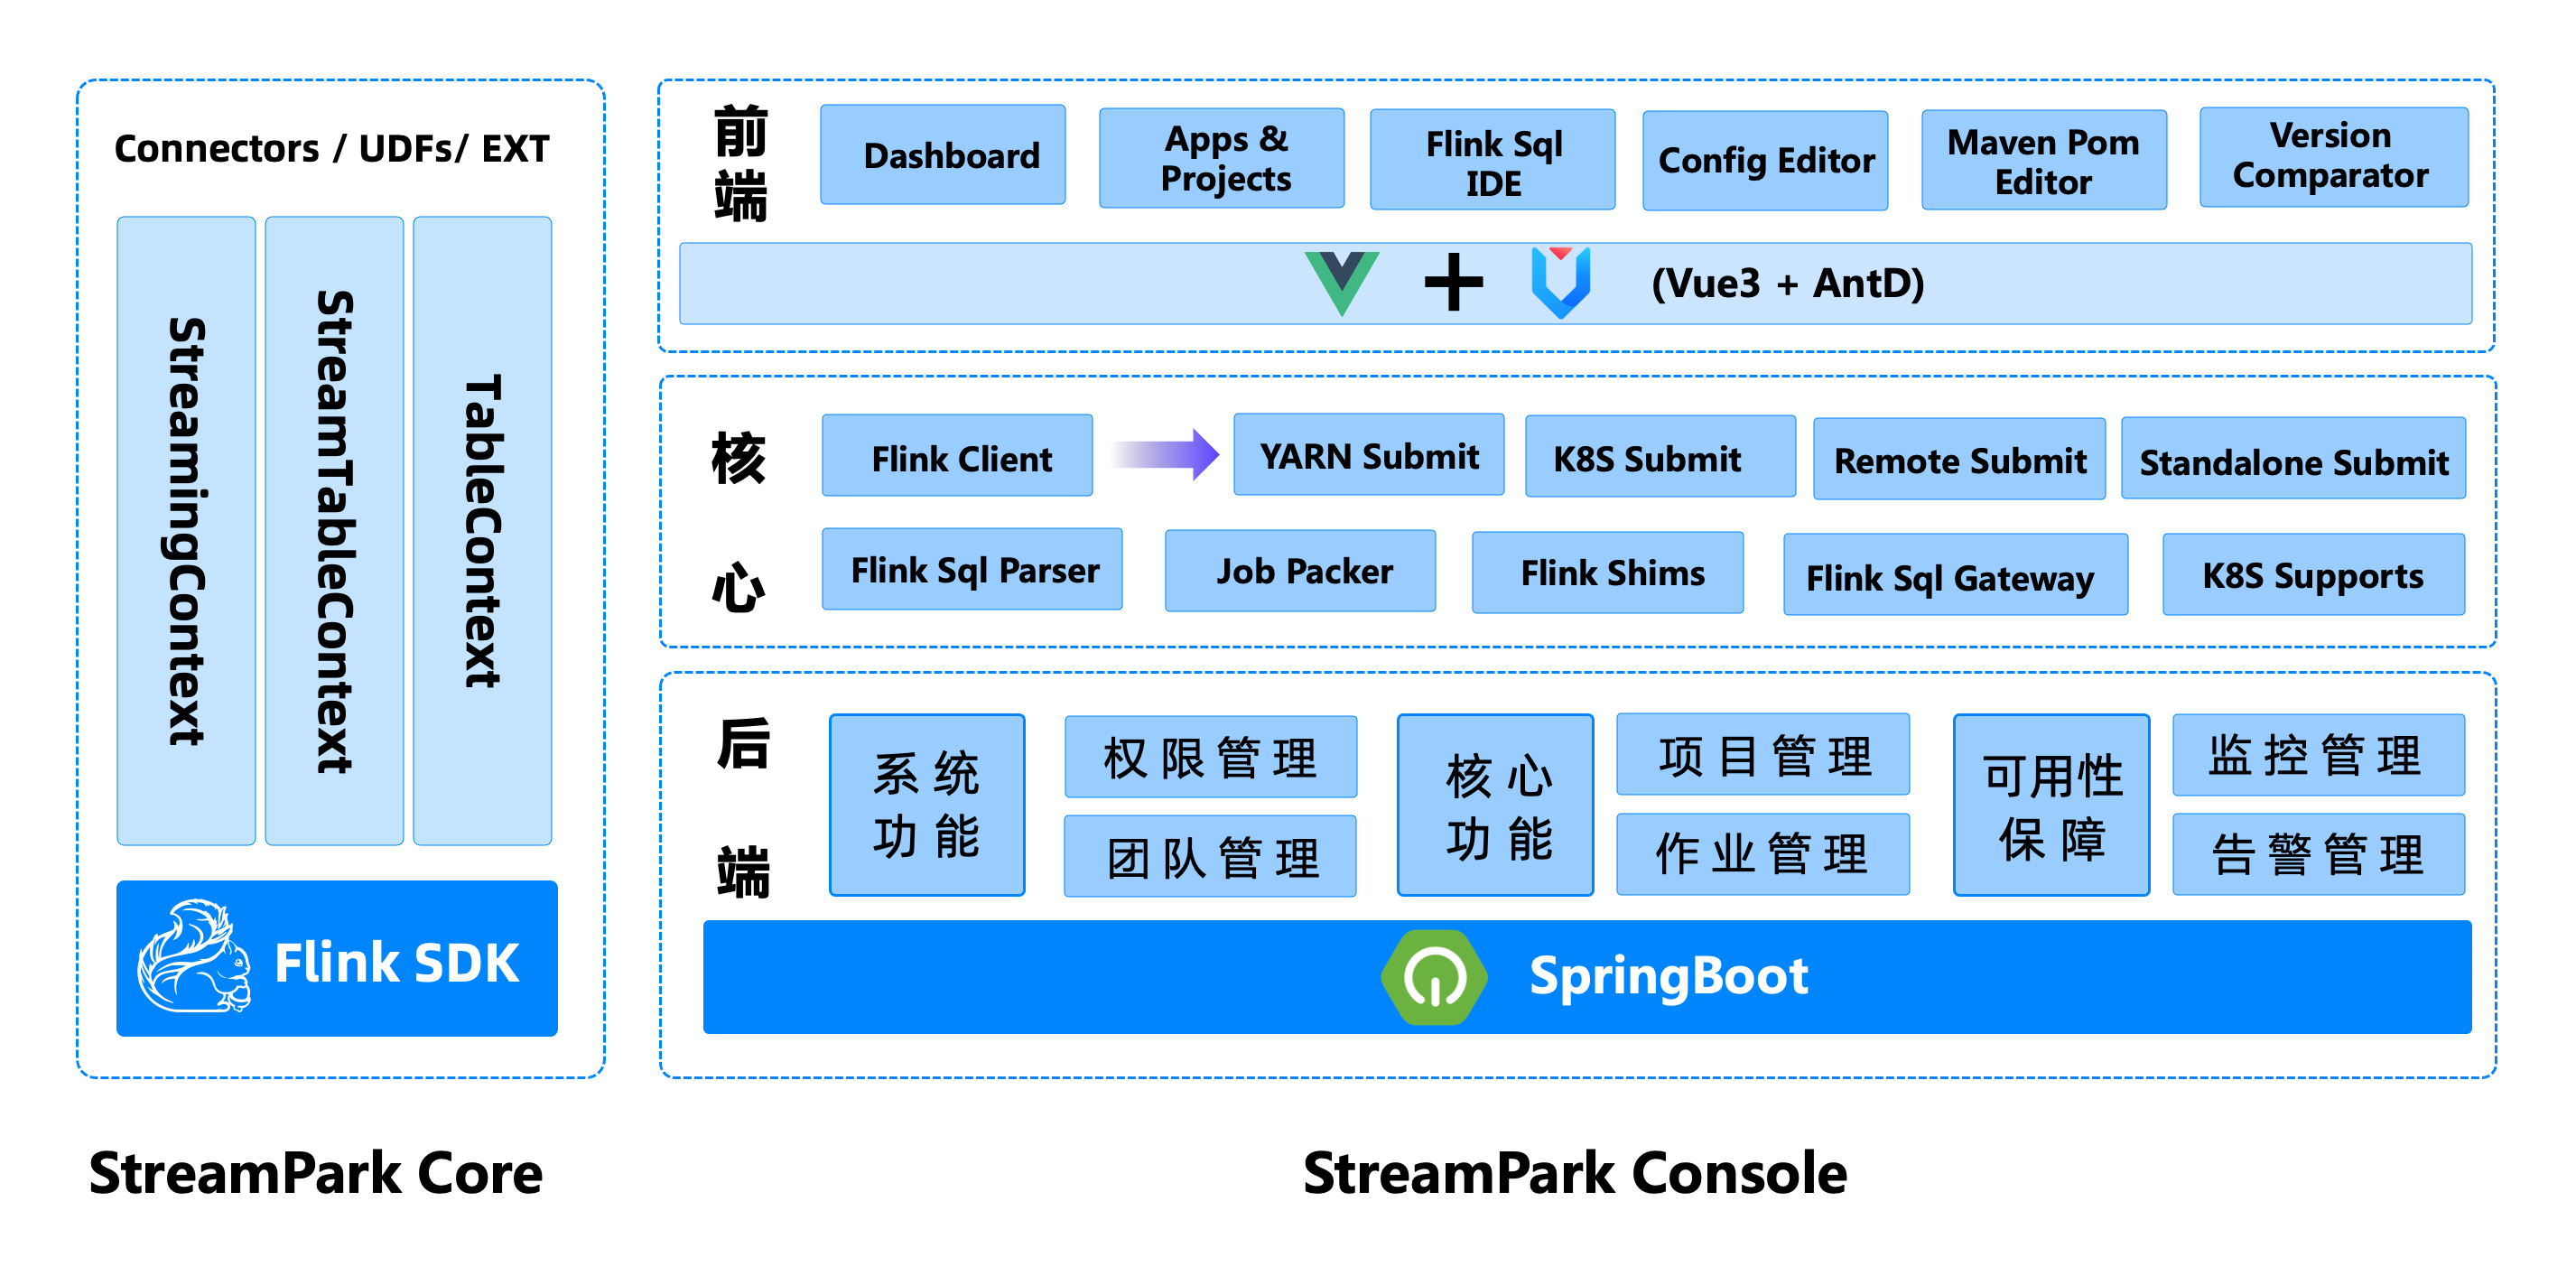 Connectors / UDFs/ EXT
StreamingContext
StreamTableContext
TableContext
Flink SDK
StreamPark Core
前
端
Dashboard
Apps &
Projects
Flink Sql
IDE
Config Editor
Maven Pom
Editor
Version
Comparator
(Vue3 + AntD)
核
心
Flink Client
YARN Submit
K8S Submit
Remote Submit
Standalone Submit
Flink Sql Parser
Job Packer
Flink Shims
Flink Sql Gateway
K8S Supports
后
端
系 统
功 能
权 限 管 理
团 队 管 理
核 心
功 能
项 目 管 理
作 业 管 理
可用性
保 障
监 控 管 理
告 警 管 理
SpringBoot
StreamPark Console